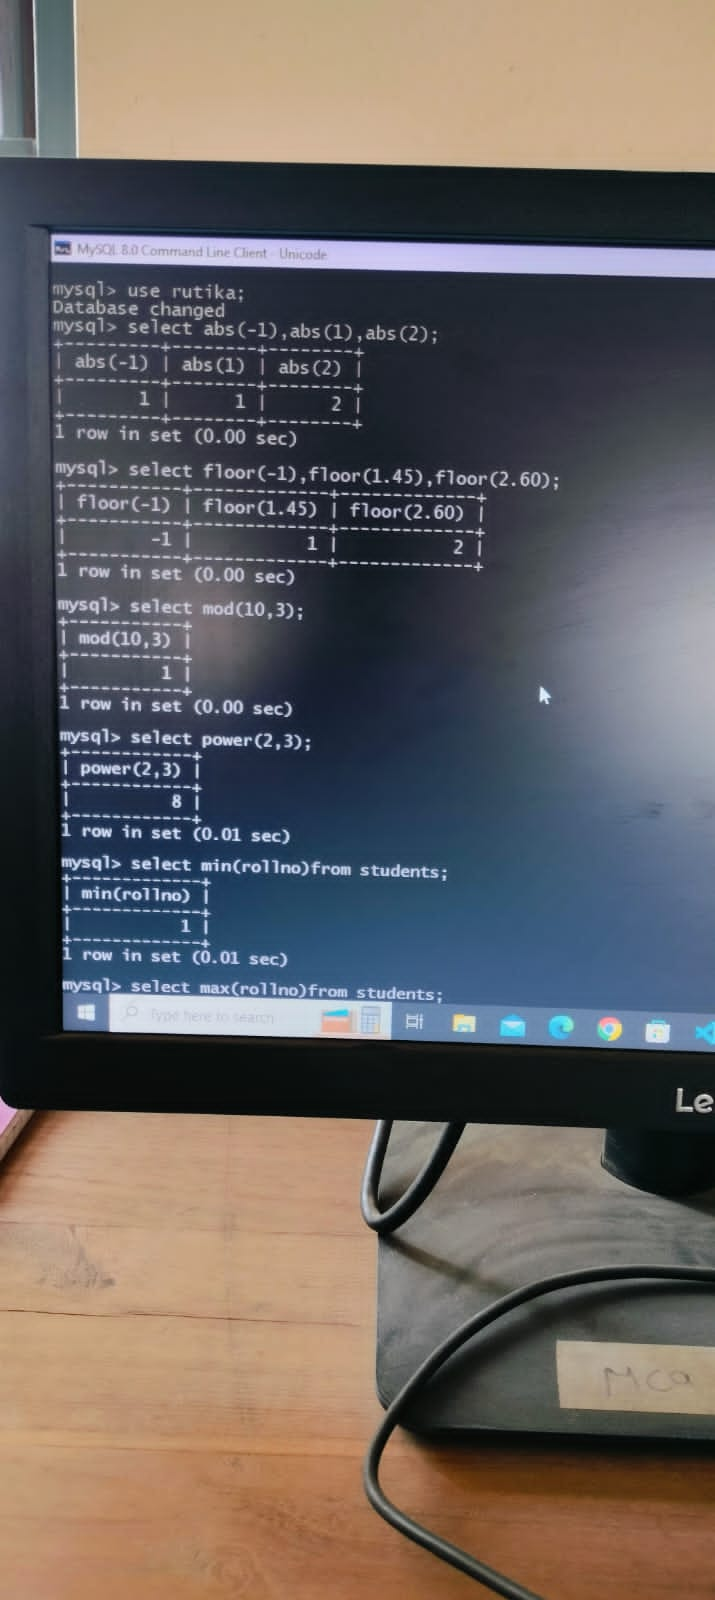 MySQL 8.0 Command Line Client - Unicode
mysql> use rutika;
Database changed
mysql> select abs(-1),abs(1),abs(2);
+---------+--------+--------+
| abs(-1) | abs(1) | abs(2) |
+---------+--------+--------+
|       1 |      1 |      2 |
+---------+--------+--------+
1 row in set (0.00 sec)
mysql> select floor(-1),floor(1.45),floor(2.60);
+-----------+-------------+-------------+
| floor(-1) | floor(1.45) | floor(2.60) |
+-----------+-------------+-------------+
|        -1 |           1 |           2 |
+-----------+-------------+-------------+
1 row in set (0.00 sec)
mysql> select mod(10,3);
+-----------+
| mod(10,3) |
+-----------+
|         1 |
+-----------+
1 row in set (0.00 sec)
mysql> select power(2,3);
+------------+
| power(2,3) |
+------------+
|          8 |
+------------+
1 row in set (0.01 sec)
mysql> select min(rollno)from students;
+-------------+
| min(rollno) |
+-------------+
|           1 |
+-------------+
1 row in set (0.01 sec)
mysql> select max(rollno)from students;
Type here to search
Le
MCA